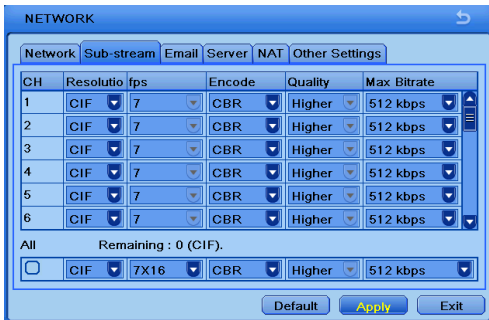 NETWORK
Network Sub-stream Email Server NAT Other Settings
CH Resolutio fps Encode Quality Max Bitrate
1 CIF 7 CBR Higher 512 kbps
2 CIF 7 CBR Higher 512 kbps
3 CIF 7 CBR Higher 512 kbps
4 CIF 7 CBR Higher 512 kbps
5 CIF 7 CBR Higher 512 kbps
6 CIF 7 CBR Higher 512 kbps
All Remaining : 0 (CIF).
CIF 7X16 CBR Higher 512 kbps
Default Apply Exit